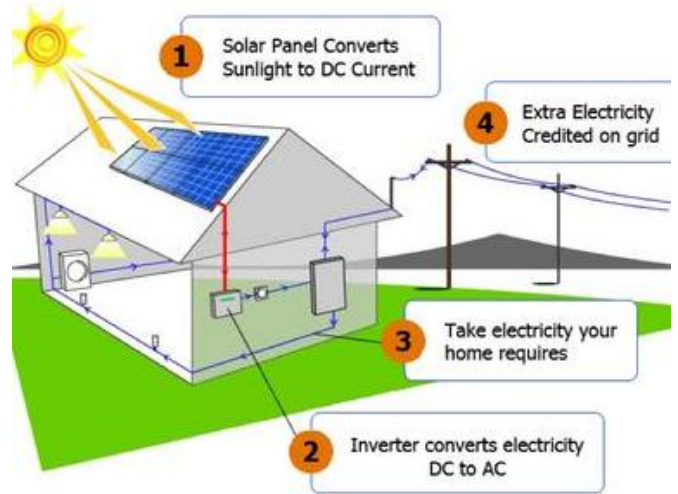 1
Solar Panel Converts
Sunlight to DC Current
4
Extra Electricity
Credited on grid
3
Take electricity your
home requires
2
Inverter converts electricity
DC to AC